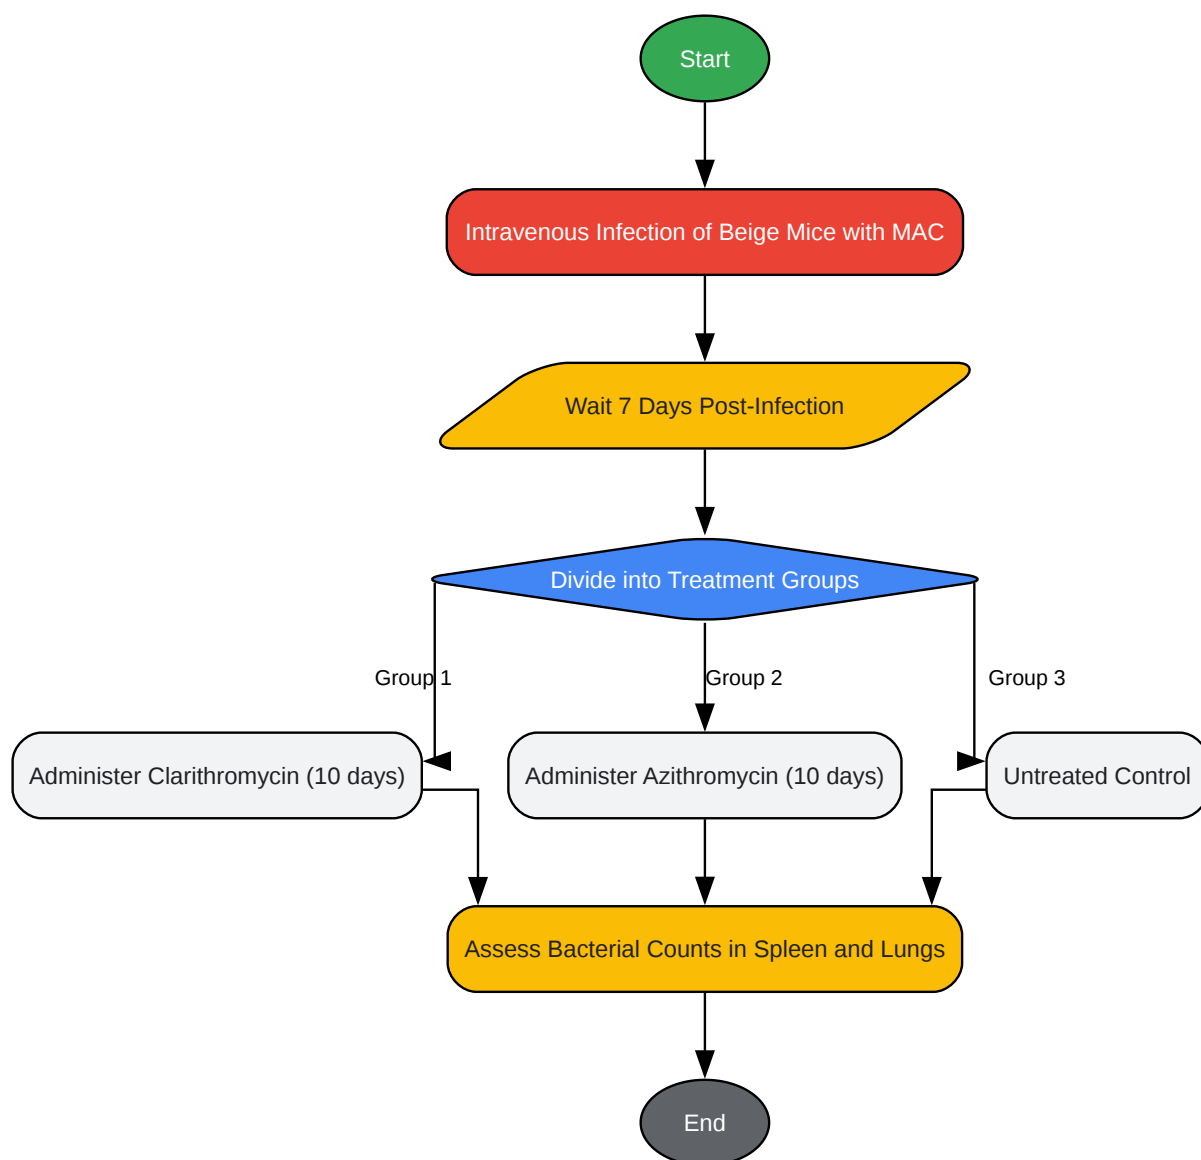 Start
Intravenous Infection of Beige Mice with MAC
Wait 7 Days Post-Infection
Divide into Treatment Groups
Group 1
Group 2
Group 3
Administer Clarithromycin (10 days)
Administer Azithromycin (10 days)
Untreated Control
Assess Bacterial Counts in Spleen and Lungs
End